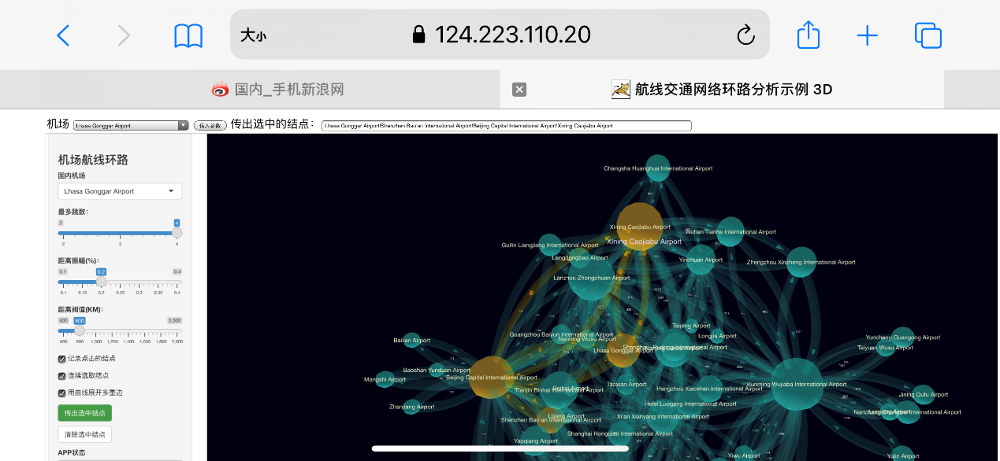 大小
124.223.110.20
国内_手机新浪网
航线交通网络环路分析示例 3D
机场 Lhasa Gonggar Airport 传入参数 传出选中的结点: Lhasa Gonggar Airport!Shenzhen Bao'an International Airport!Beijing Capital International Airport!Xining Caojiabu Airport
机场航线环路
国内机场
Lhasa Gonggar Airport
最多跳数:
2 4
2 3 4
距离振幅(%):
0.1 0.2 0.4
0.1 0.15 0.2 0.25 0.3 0.35 0.4
距离阀值(KM):
600 800 2,000
600 800 1,000 1,200 1,400 1,600 1,800 2,000
记录点击的结点
连续选取结点
用曲线展开多重边
传出选中结点
清除选中结点
APP状态
Changsha Huanghua International Airport
Xining Caojiabu Airport
Wuhan Tianhe International Airport
Xining Caojiabu Airport
Guilin Liangjiang International Airport
Longdongbao Airport
Yinchuan Airport
Zhengzhou Xinzheng International Airport
Lanzhou Zhongchuan Airport
Taiping Airport
Guangzhou Baiyun International Airport
Longjia Airport
Nanning Wuxu Airport
Yuncheng Guangong Airport
Bailian Airport
Lhasa Gonggar Airport
Taiyuan Wusu Airport
Baoshan Yunduan Airport
Mangshi Airport
Beijing Capital International Airport
Taoxian Airport
Kunming Wujiaba International Airport
Tianjin Binhai International Airport
Hangzhou Xiaoshan International Airport
Jining Qufu Airport
Zhanjiang Airport
Hefei Luogang International Airport
Lijiang Airport
Xi'an Xianyang International Airport
Shenzhen Bao'an International Airport
Shanghai Hongqiao International Airport
Yaoqiang Airport
Yiwu Airport
Yulin Airport